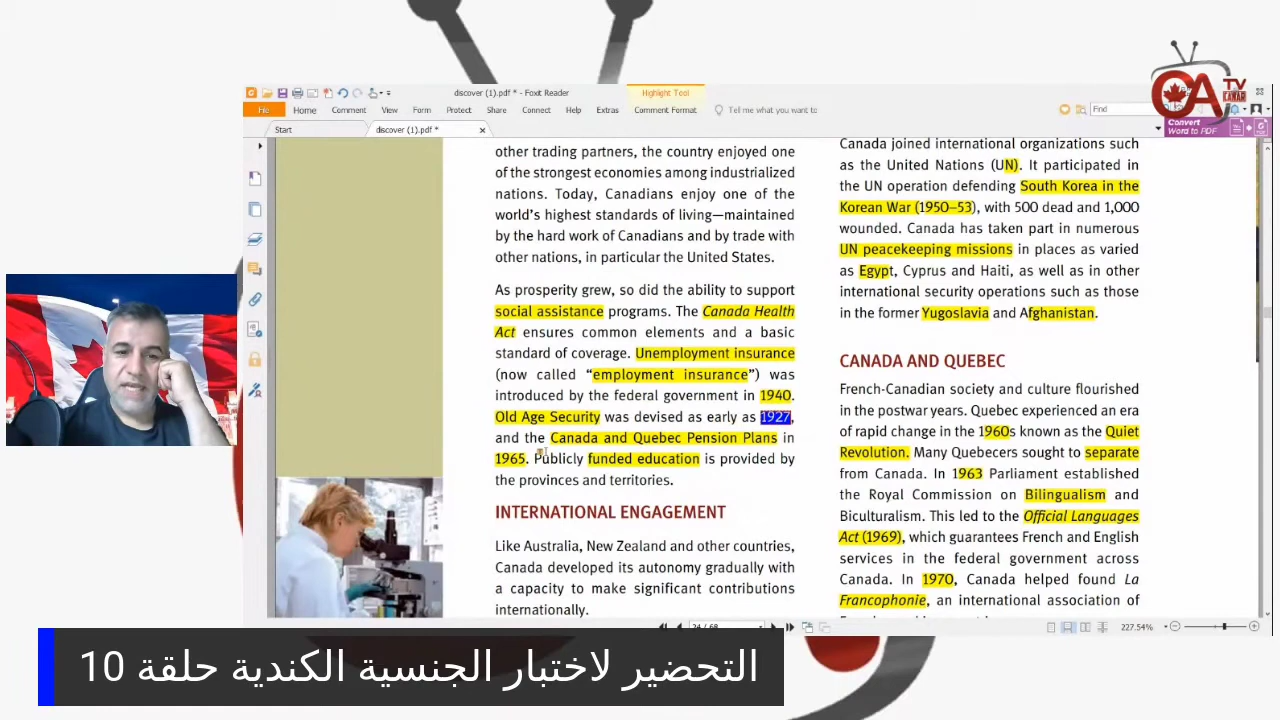 CA TV
KANAR
dscover (1).pdf * - Foxit Reader
Highlight Tool
File Home Comment View Form Protect Share Connect Help Extras Comment Format Tell me what you want to
Find
Convert
Word to PDF
Start
dscover (1).pdf *
other trading partners, the country enjoyed one
of the strongest economies among industrialized
nations. Today, Canadians enjoy one of the
world's highest standards of living—maintained
by the hard work of Canadians and by trade with
other nations, in particular the United States.
As prosperity grew, so did the ability to support
social assistance programs. The Canada Health
Act ensures common elements and a basic
standard of coverage. Unemployment insurance
(now called “employment insurance”) was
introduced by the federal government in 1940.
Old Age Security was devised as early as 1927,
and the Canada and Quebec Pension Plans in
1965. Publicly funded education is provided by
the provinces and territories.
INTERNATIONAL ENGAGEMENT
Like Australia, New Zealand and other countries,
Canada developed its autonomy gradually with
a capacity to make significant contributions
internationally.
Canada joined international organizations such
as the United Nations (UN). It participated in
the UN operation defending South Korea in the
Korean War (1950–53), with 500 dead and 1,000
wounded. Canada has taken part in numerous
UN peacekeeping missions in places as varied
as Egypt, Cyprus and Haiti, as well as in other
international security operations such as those
in the former Yugoslavia and Afghanistan.
CANADA AND QUEBEC
French-Canadian society and culture flourished
in the postwar years. Quebec experienced an era
of rapid change in the 1960s known as the Quiet
Revolution. Many Quebecers sought to separate
from Canada. In 1963 Parliament established
the Royal Commission on Bilingualism and
Biculturalism. This led to the Official Languages
Act (1969), which guarantees French and English
services in the federal government across
Canada. In 1970, Canada helped found La
Francophonie, an international association of
24 / 68
227.54%
التحضير لاختبار الجنسية الكندية حلقة 10